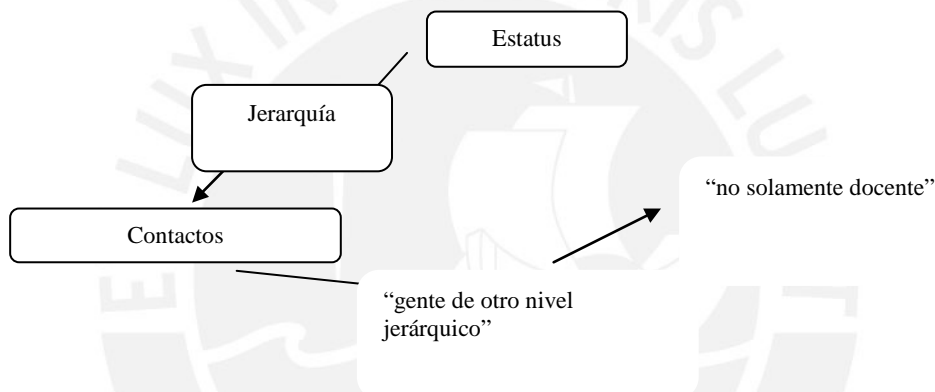 Estatus
Jerarquía
“no solamente docente”
Contactos
“gente de otro nivel
jerárquico”